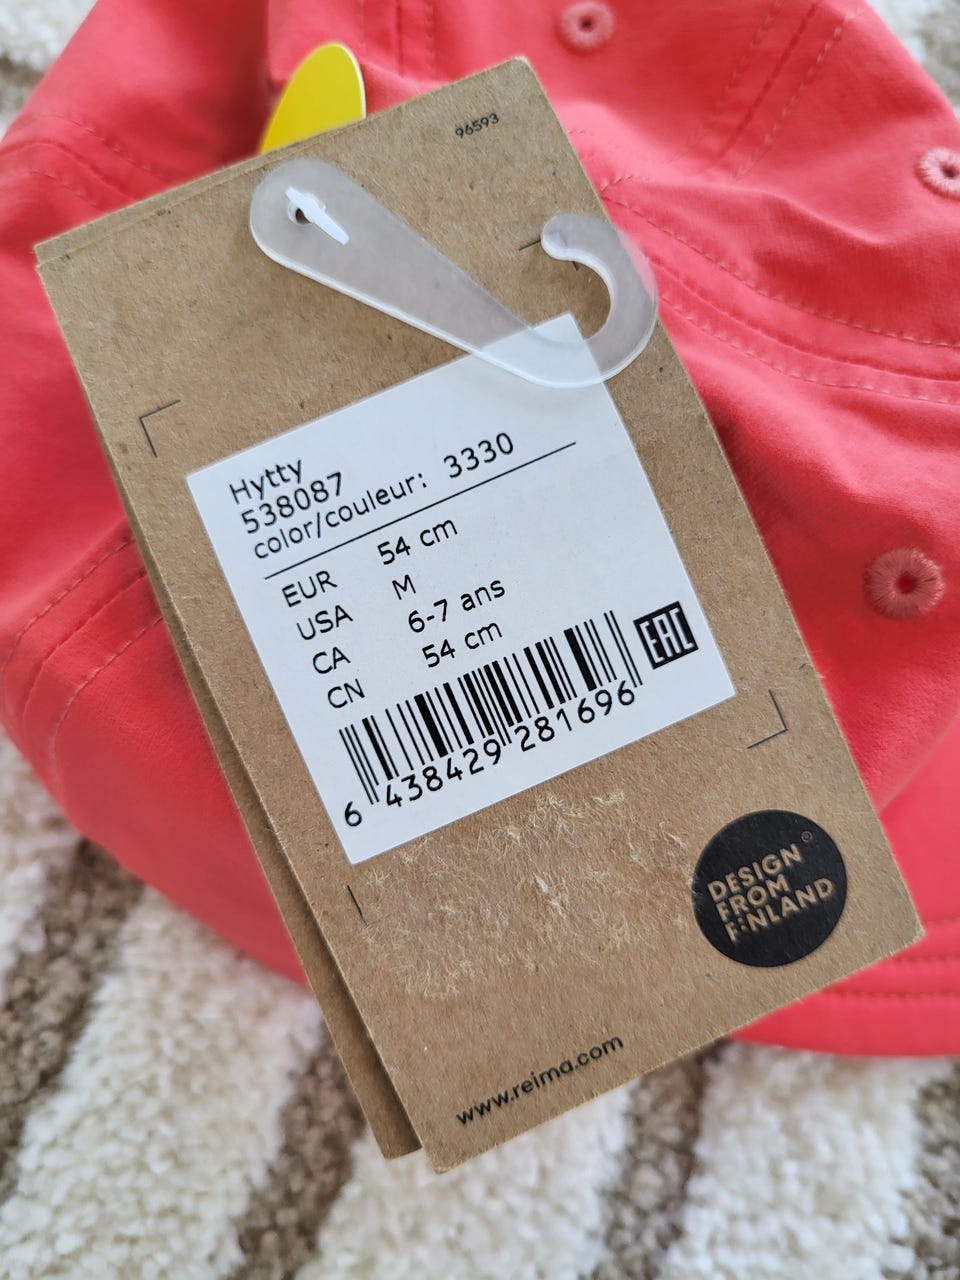 96593
Hytty
538087
color/couleur: 3330
EUR 54 cm
USA M
CA 6-7 ans
CN 54 cm
6 438429 281696
EAC
DESIGN ®
FROM
FINLAND
www.reima.com